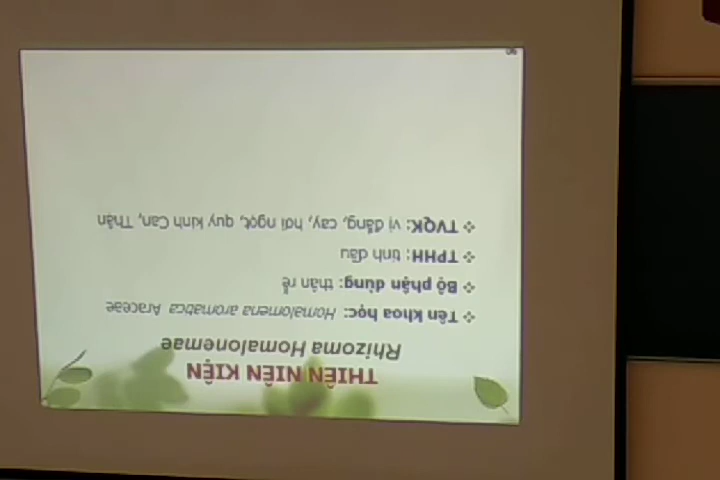 THIÊN NIÊN KIỆN
Rhizoma Homalonemae
❖ Tên khoa học: Homalomena aromatica Araceae
❖ Bộ phận dùng: thân rễ
❖ TPHH: tinh dầu
❖ TVQK: vị đắng, cay, hơi ngọt, quy kinh Can, Thận
90